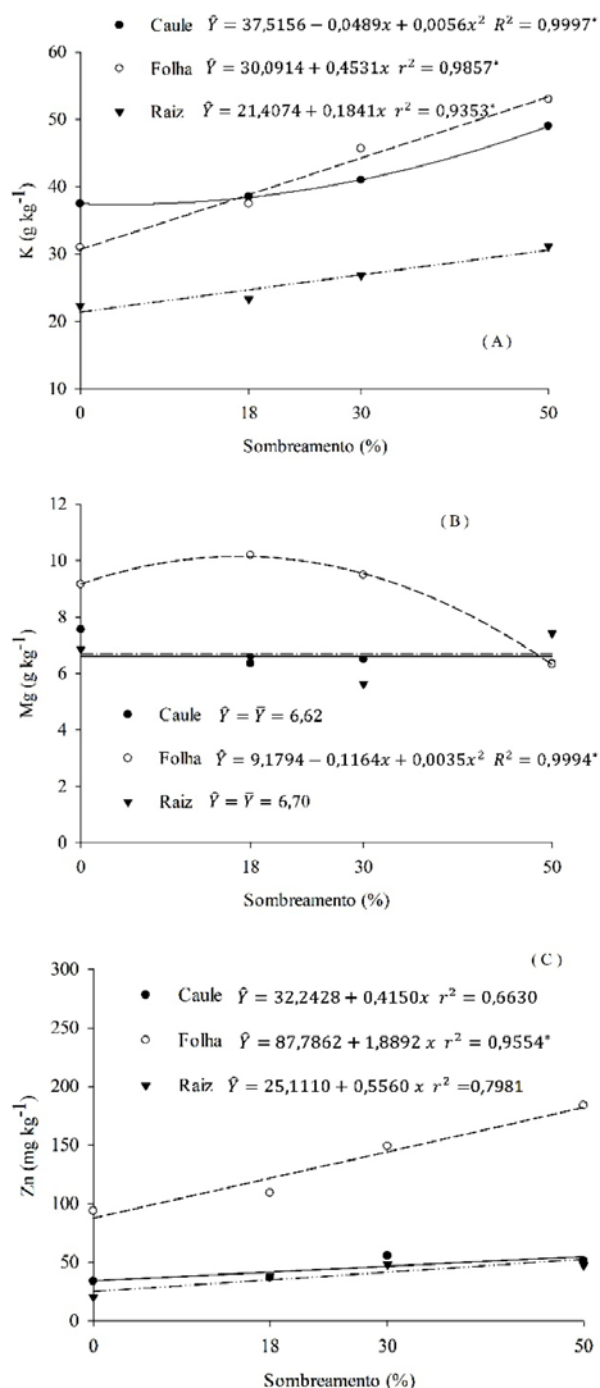 Caule Ŷ = 37,5156 − 0,0489x + 0,0056x² R² = 0,9997*
Folha Ŷ = 30,0914 + 0,4531x r² = 0,9857*
Raiz Ŷ = 21,4074 + 0,1841x r² = 0,9353*
60
50
40
30
20
10
K (g kg⁻¹)
(A)
0 18 30 50
Sombreamento (%)
12
10
8
6
4
2
0
Mg (g kg⁻¹)
(B)
Caule Ŷ = Ȳ = 6,62
Folha Ŷ = 9,1794 − 0,1164x + 0,0035x² R² = 0,9994*
Raiz Ŷ = Ȳ = 6,70
0 18 30 50
Sombreamento (%)
300
250
200
150
100
50
0
Zn (mg kg⁻¹)
(C)
Caule Ŷ = 32,2428 + 0,4150x r² = 0,6630
Folha Ŷ = 87,7862 + 1,8892 x r² = 0,9554*
Raiz Ŷ = 25,1110 + 0,5560 x r² =0,7981
0 18 30 50
Sombreamento (%)